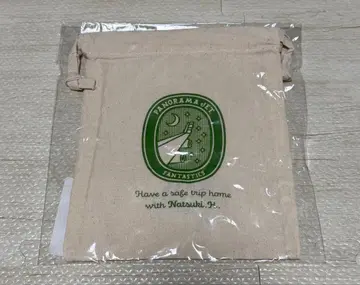 PANORAMA JET
FANTASTICS
Have a safe trip home
with Natsuki.H..